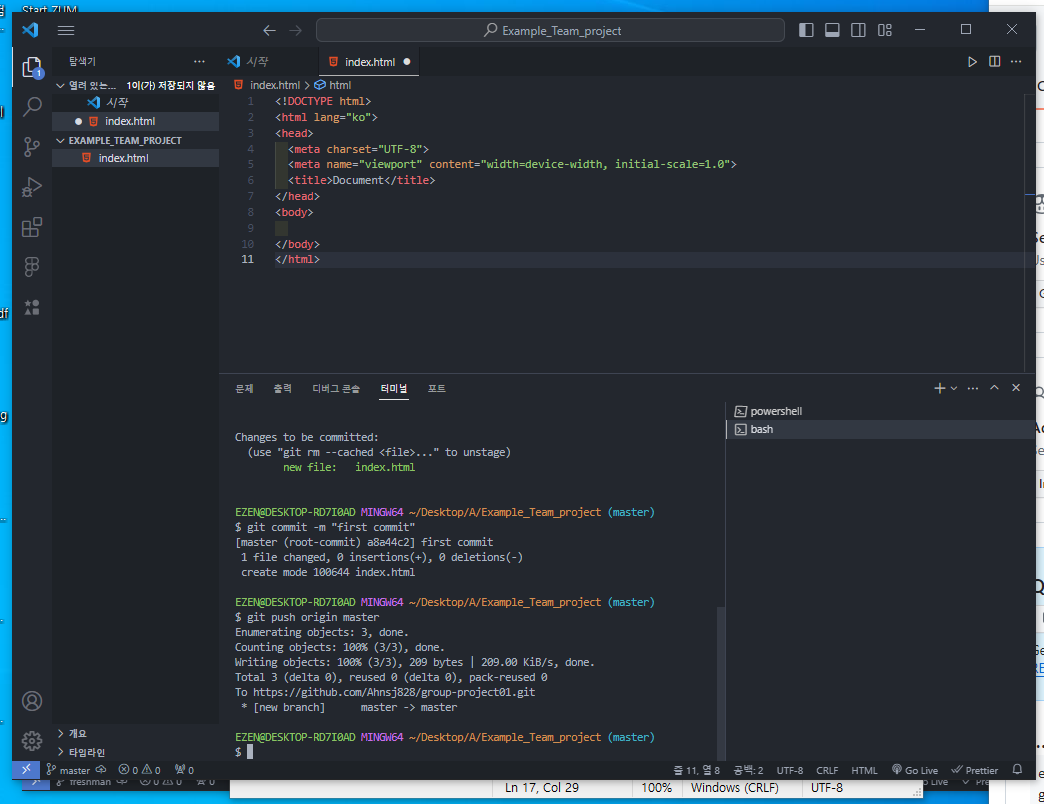 Start ZUM
Example_Team_project
탐색기
열려 있는... 1이(가) 저장되지 않음
시작
index.html
EXAMPLE_TEAM_PROJECT
index.html
개요
타임라인
시작
index.html
index.html > html
1 <!DOCTYPE html>
2 <html lang="ko">
3 <head>
4 <meta charset="UTF-8">
5 <meta name="viewport" content="width=device-width, initial-scale=1.0">
6 <title>Document</title>
7 </head>
8 <body>
9
10 </body>
11 </html>
문제 출력 디버그 콘솔 터미널 포트
powershell
bash
Changes to be committed:
(use "git rm --cached <file>..." to unstage)
new file: index.html
EZEN@DESKTOP-RD7I0AD MINGW64 ~/Desktop/A/Example_Team_project (master)
$ git commit -m "first commit"
[master (root-commit) a8a44c2] first commit
1 file changed, 0 insertions(+), 0 deletions(-)
create mode 100644 index.html
EZEN@DESKTOP-RD7I0AD MINGW64 ~/Desktop/A/Example_Team_project (master)
$ git push origin master
Enumerating objects: 3, done.
Counting objects: 100% (3/3), done.
Writing objects: 100% (3/3), 209 bytes | 209.00 KiB/s, done.
Total 3 (delta 0), reused 0 (delta 0), pack-reused 0
To https://github.com/Ahnsj828/group-project01.git
* [new branch] master -> master
EZEN@DESKTOP-RD7I0AD MINGW64 ~/Desktop/A/Example_Team_project (master)
$
master 0 0 0 줄 11, 열 8 공백: 2 UTF-8 CRLF HTML Go Live Prettier
freshman
Ln 17, Col 29 100% Windows (CRLF) UTF-8